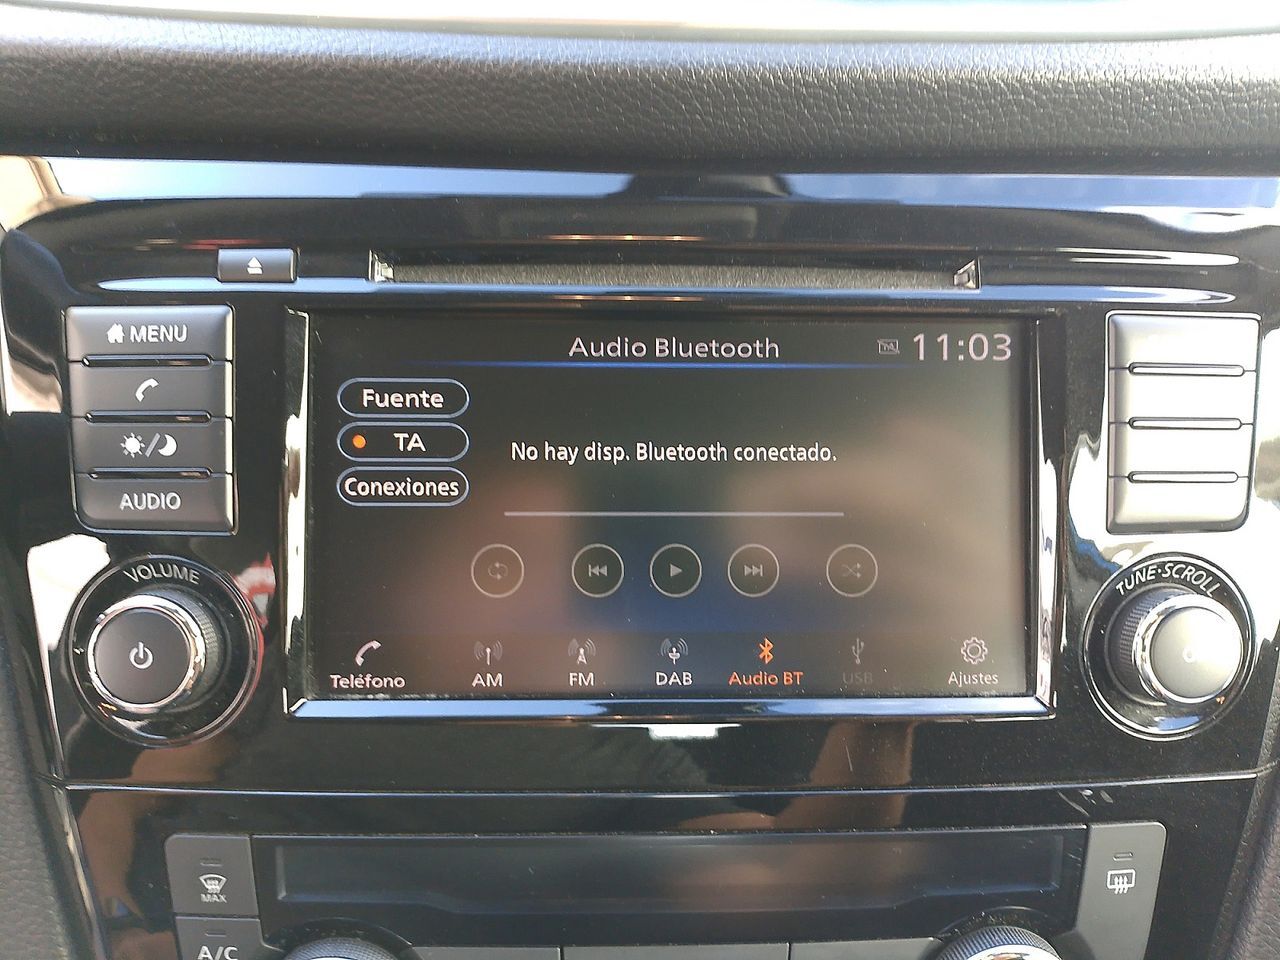 MENU
AUDIO
VOLUME
Audio Bluetooth
TA
11:03
Fuente
TA
Conexiones
No hay disp. Bluetooth conectado.
Teléfono
AM
FM
DAB
Audio BT
USB
Ajustes
TUNE·SCROLL
MAX
A/C